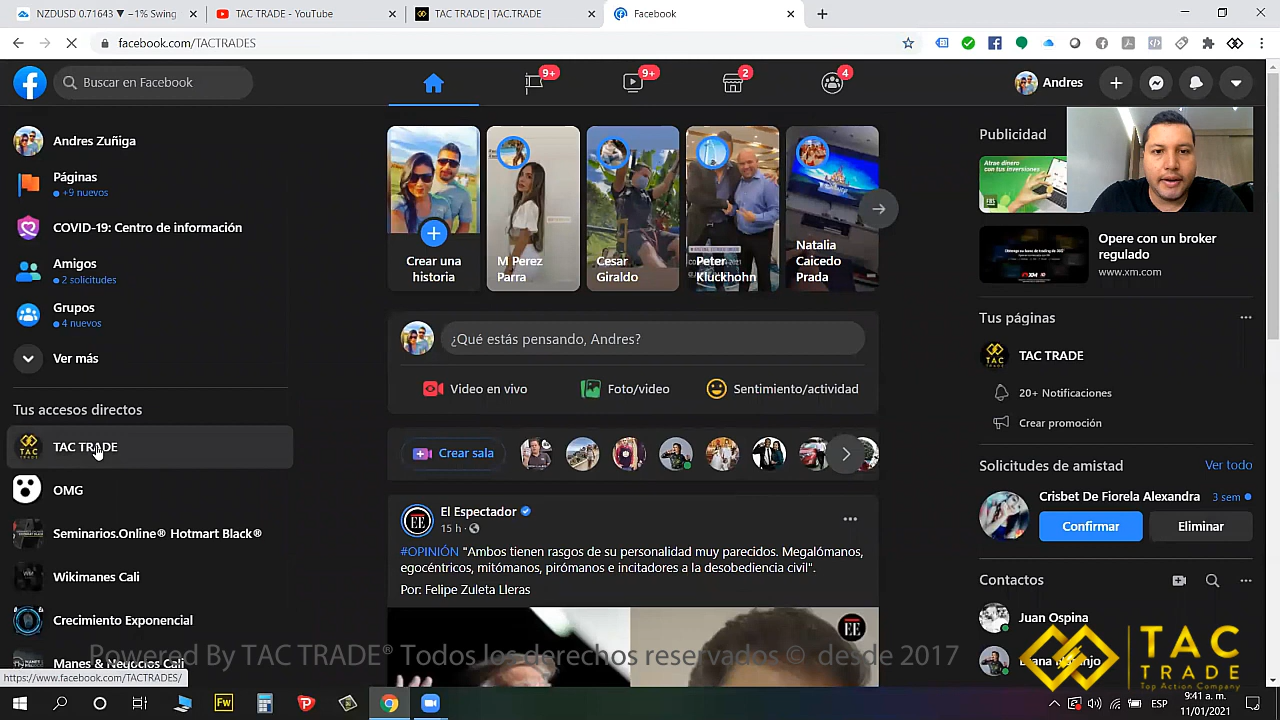 NZDUSD 0.71643 ▼ −1% Swing
TAC TRADE - YouTube
TAC TRADE | TAC.TRADE
Facebook
facebook.com/TACTRADES
Buscar en Facebook
9+
9+
2
4
Andres
Andres Zuñiga
Páginas
+9 nuevos
COVID-19: Centro de información
Amigos
2 solicitudes
Grupos
4 nuevos
Ver más
Tus accesos directos
TAC TRADE
OMG
Seminarios.Online® Hotmart Black®
Wikimanes Cali
Crecimiento Exponencial
Manes & Negocios Cali
https://www.facebook.com/TACTRADES/
Crear una
historia
M Perez
Parra
Cesar
Giraldo
Peter
Kluckhohn
Natalia
Caicedo
Prada
¿Qué estás pensando, Andres?
Video en vivo
Foto/video
Sentimiento/actividad
Crear sala
El Espectador
15 h
#OPINIÓN "Ambos tienen rasgos de su personalidad muy parecidos. Megalómanos,
egocéntricos, mitómanos, pirómanos e incitadores a la desobediencia civil".
Por: Felipe Zuleta Lleras
Publicidad
Atrae dinero
con tus inversiones
FBS
Opere con un broker
regulado
www.xm.com
Tus páginas
TAC TRADE
20+ Notificaciones
Crear promoción
Solicitudes de amistad
Ver todo
Crisbet De Fiorela Alexandra
3 sem
Confirmar
Eliminar
Contactos
Juan Ospina
Powered By TAC TRADE® Todos los derechos reservados © desde 2017
TAC
TRADE
Top Action Company
Fw
ESP
9:41 a. m.
11/01/2021